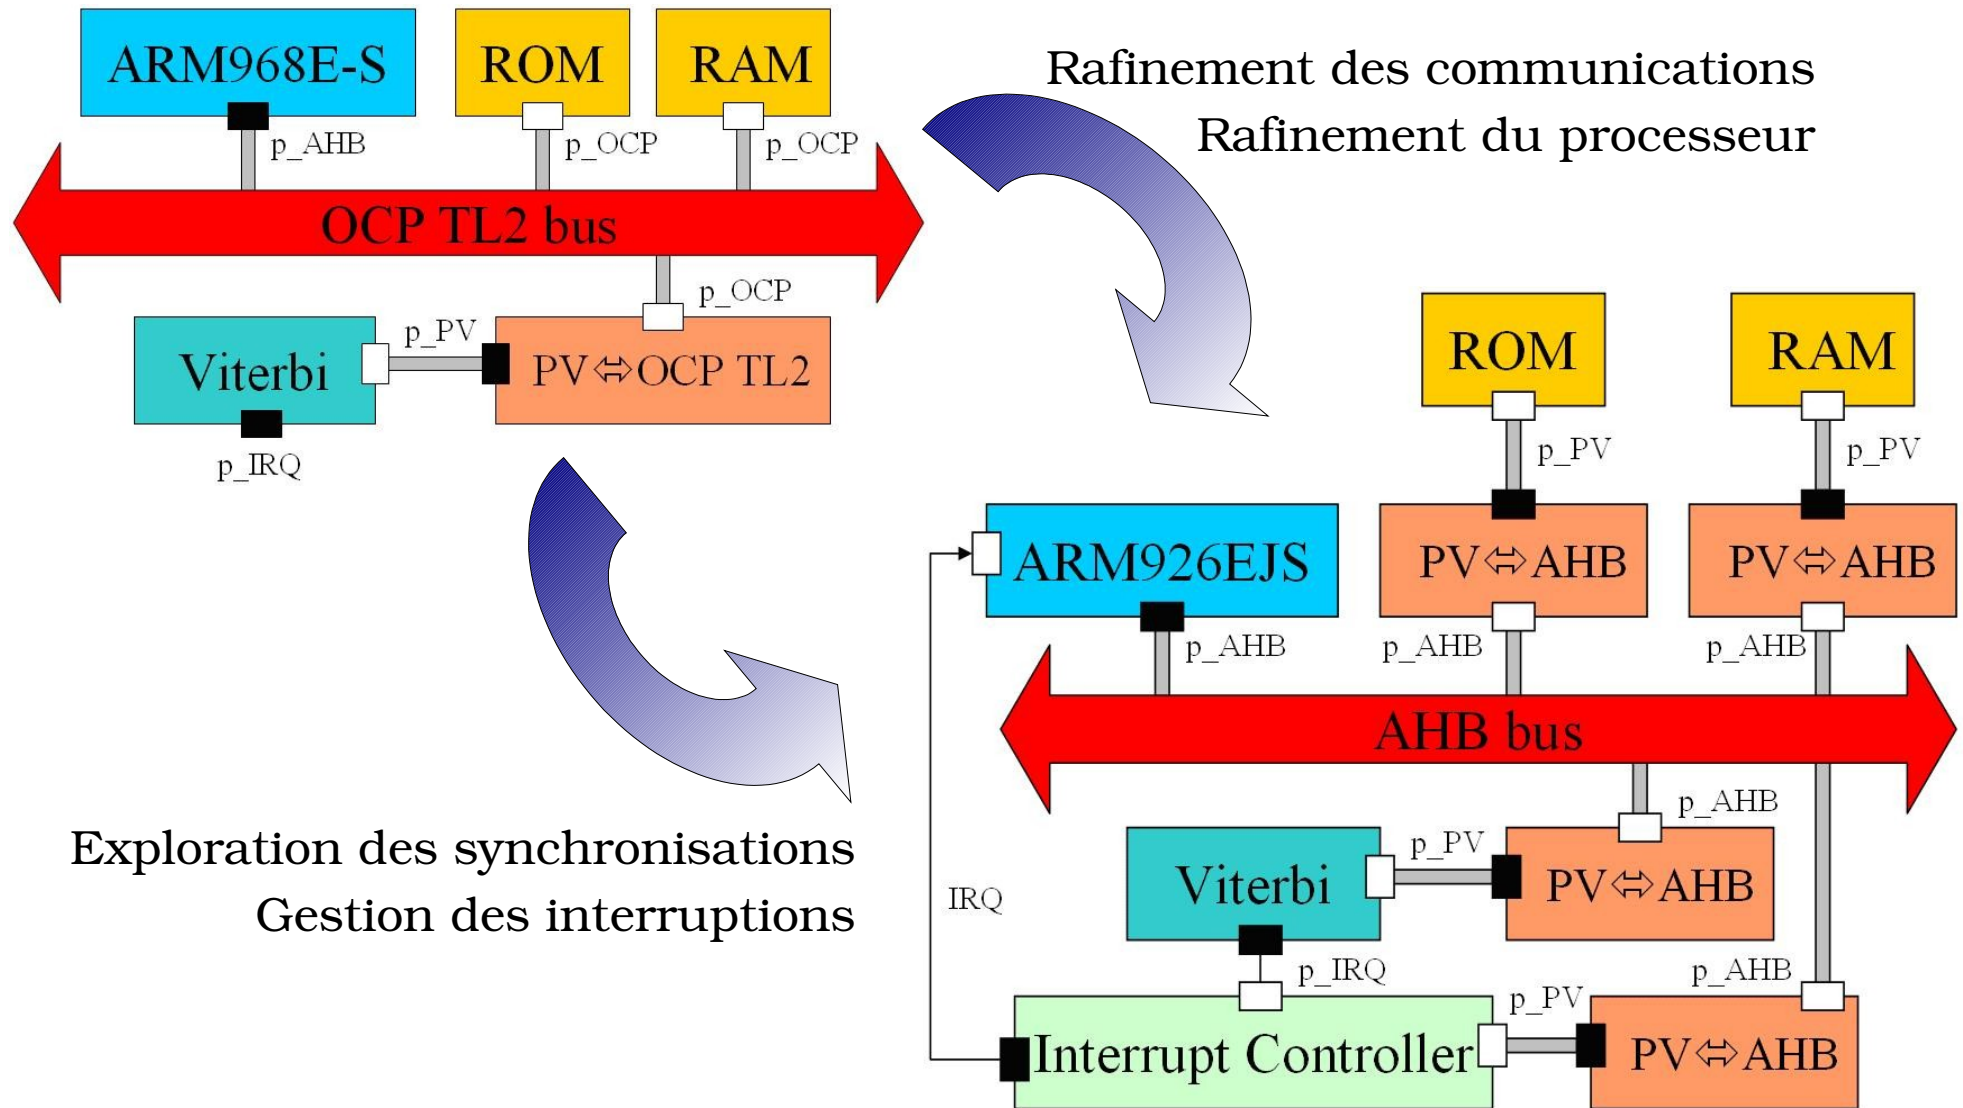 ARM968E-S
ROM
RAM
p_AHB
p_OCP
p_OCP
OCP TL2 bus
p_OCP
Viterbi
p_PV
PV⇔OCP TL2
p_IRQ
Rafinement des communications
Rafinement du processeur
Exploration des synchronisations
Gestion des interruptions
ROM
RAM
p_PV
p_PV
ARM926EJS
PV⇔AHB
PV⇔AHB
p_AHB
p_AHB
p_AHB
AHB bus
p_AHB
Viterbi
p_PV
PV⇔AHB
IRQ
p_IRQ
p_AHB
Interrupt Controller
p_PV
PV⇔AHB